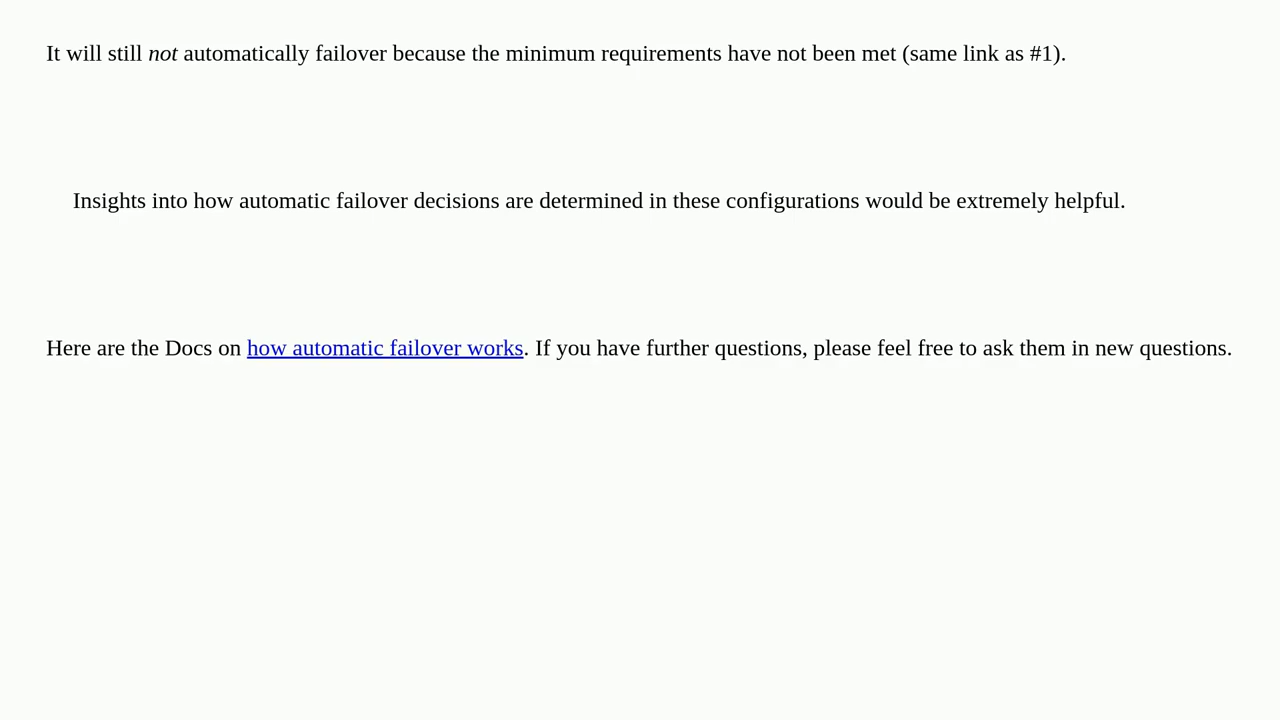 It will still not automatically failover because the minimum requirements have not been met (same link as #1).
Insights into how automatic failover decisions are determined in these configurations would be extremely helpful.
Here are the Docs on how automatic failover works. If you have further questions, please feel free to ask them in new questions.